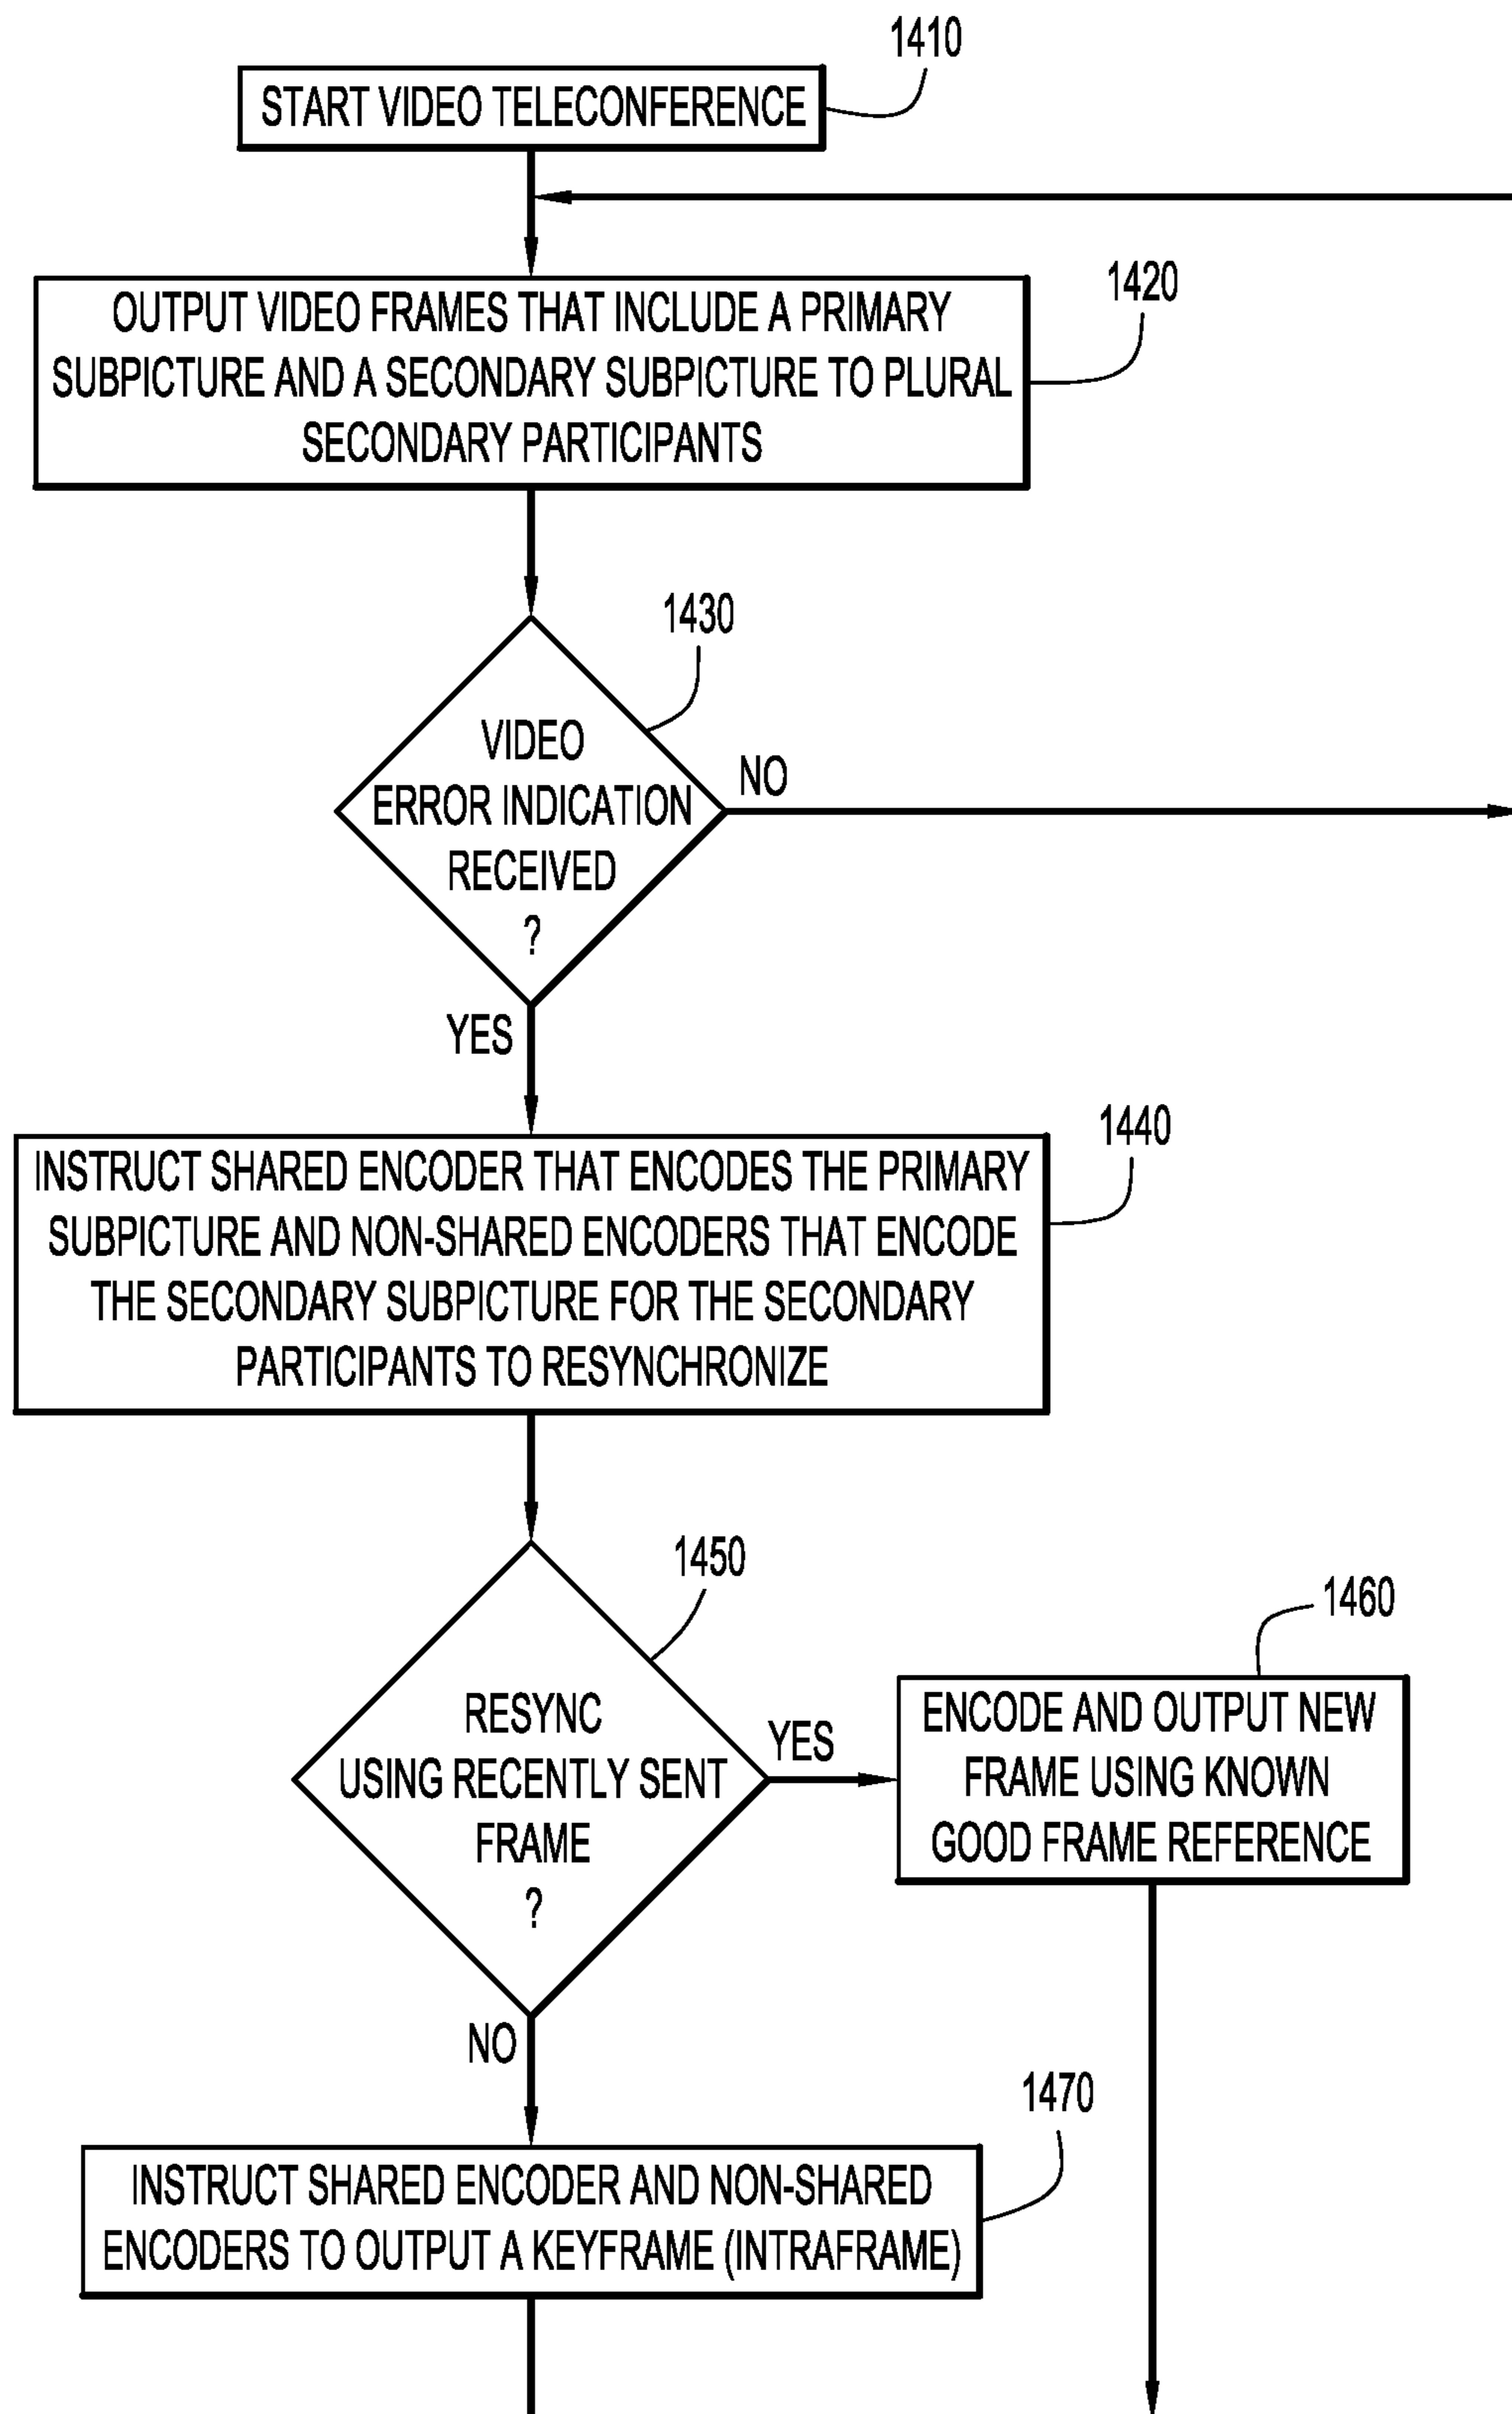 1410
START VIDEO TELECONFERENCE
1420
OUTPUT VIDEO FRAMES THAT INCLUDE A PRIMARY
SUBPICTURE AND A SECONDARY SUBPICTURE TO PLURAL
SECONDARY PARTICIPANTS
1430
VIDEO
ERROR INDICATION
RECEIVED
?
NO
YES
1440
INSTRUCT SHARED ENCODER THAT ENCODES THE PRIMARY
SUBPICTURE AND NON-SHARED ENCODERS THAT ENCODE
THE SECONDARY SUBPICTURE FOR THE SECONDARY
PARTICIPANTS TO RESYNCHRONIZE
1450
RESYNC
USING RECENTLY SENT
FRAME
?
YES
1460
ENCODE AND OUTPUT NEW
FRAME USING KNOWN
GOOD FRAME REFERENCE
NO
1470
INSTRUCT SHARED ENCODER AND NON-SHARED
ENCODERS TO OUTPUT A KEYFRAME (INTRAFRAME)